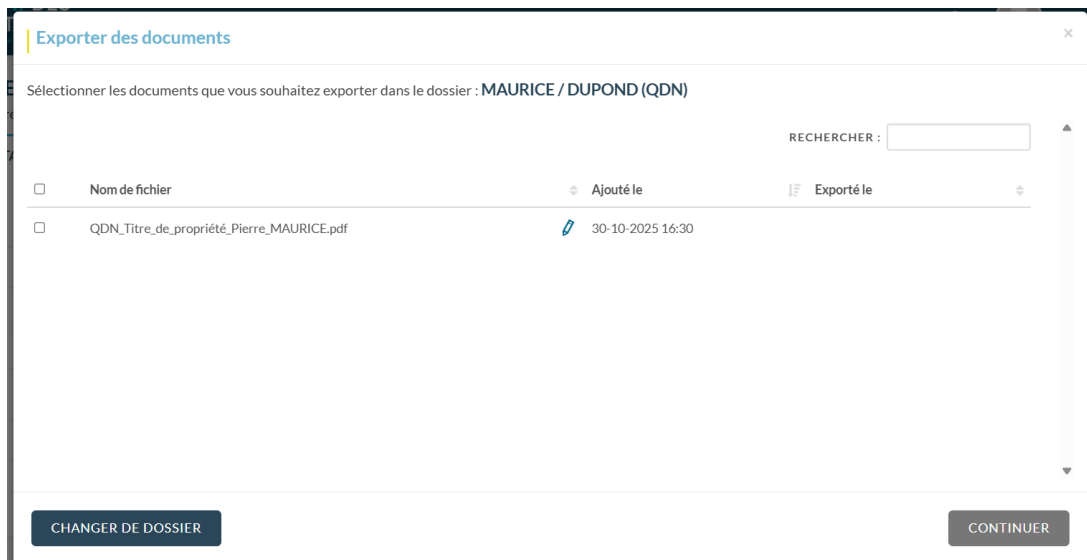 Exporter des documents
×
Sélectionner les documents que vous souhaitez exporter dans le dossier : MAURICE / DUPOND (QDN)
RECHERCHER :
Nom de fichier Ajouté le Exporté le
QDN_Titre_de_propriété_Pierre_MAURICE.pdf 30-10-2025 16:30
CHANGER DE DOSSIER CONTINUER